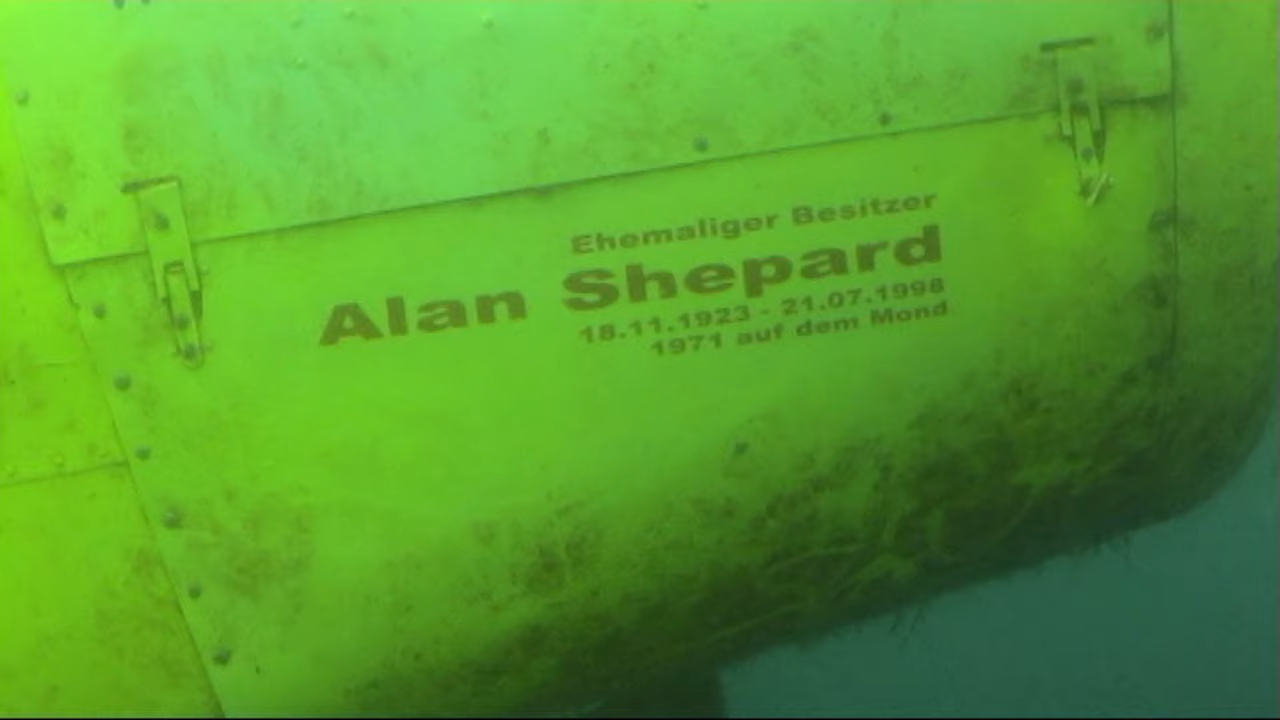 Ehemaliger Besitzer
Alan Shepard
18.11.1923 - 21.07.1998
1971 auf dem Mond